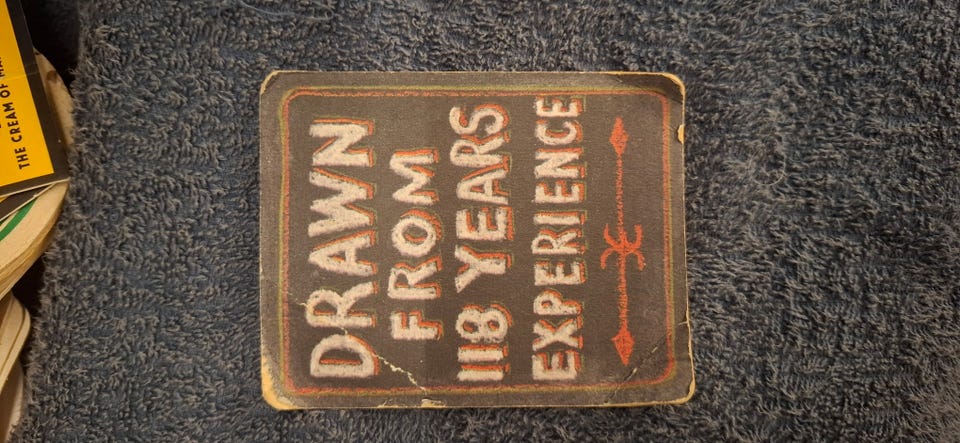 DRAWN
FROM
118 YEARS
EXPERIENCE
THE CREAM OF